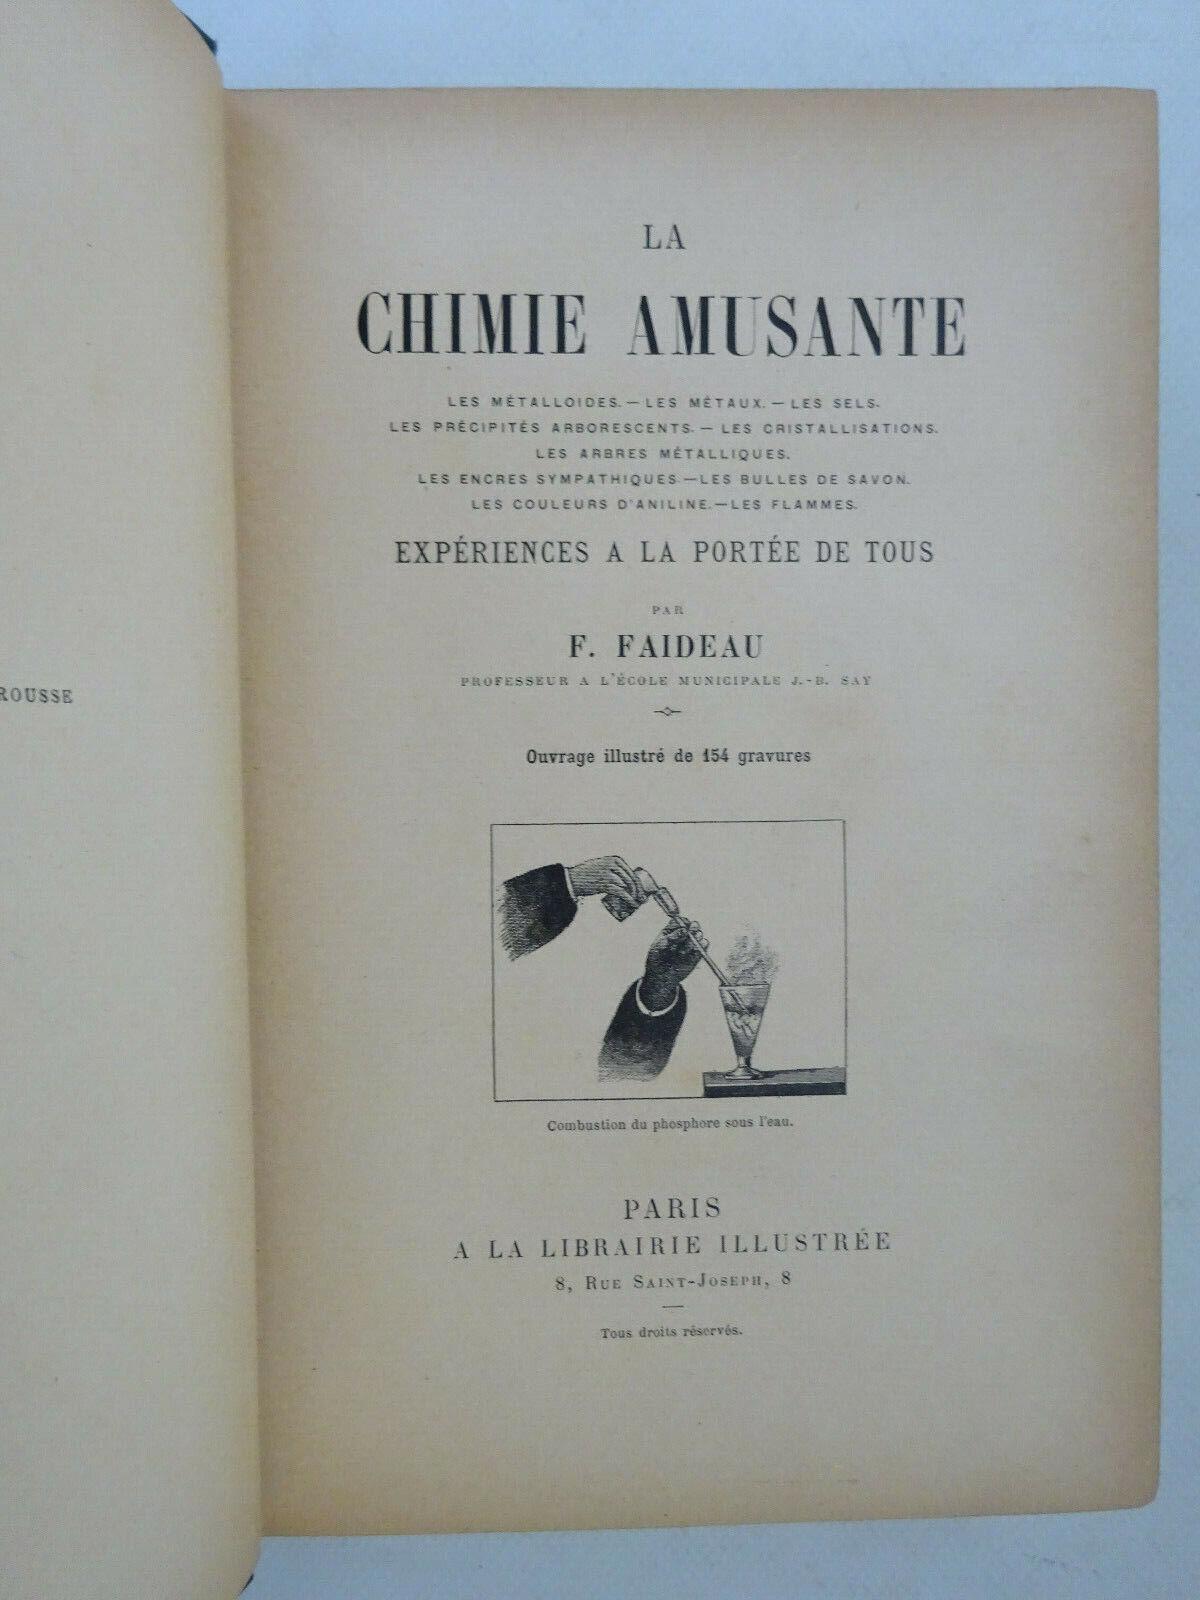 ROUSSE
LA
CHIMIE AMUSANTE
LES MÉTALLOIDES. — LES MÉTAUX. — LES SELS.
LES PRÉCIPITÉS ARBORESCENTS. — LES CRISTALLISATIONS.
LES ARBRES MÉTALLIQUES.
LES ENCRES SYMPATHIQUES — LES BULLES DE SAVON.
LES COULEURS D'ANILINE. — LES FLAMMES.
EXPÉRIENCES A LA PORTÉE DE TOUS
PAR
F. FAIDEAU
PROFESSEUR A L'ÉCOLE MUNICIPALE J.-B. SAY
Ouvrage illustré de 154 gravures
Combustion du phosphore sous l'eau.
PARIS
A LA LIBRAIRIE ILLUSTRÉE
8, RUE SAINT-JOSEPH, 8
Tous droits réservés.